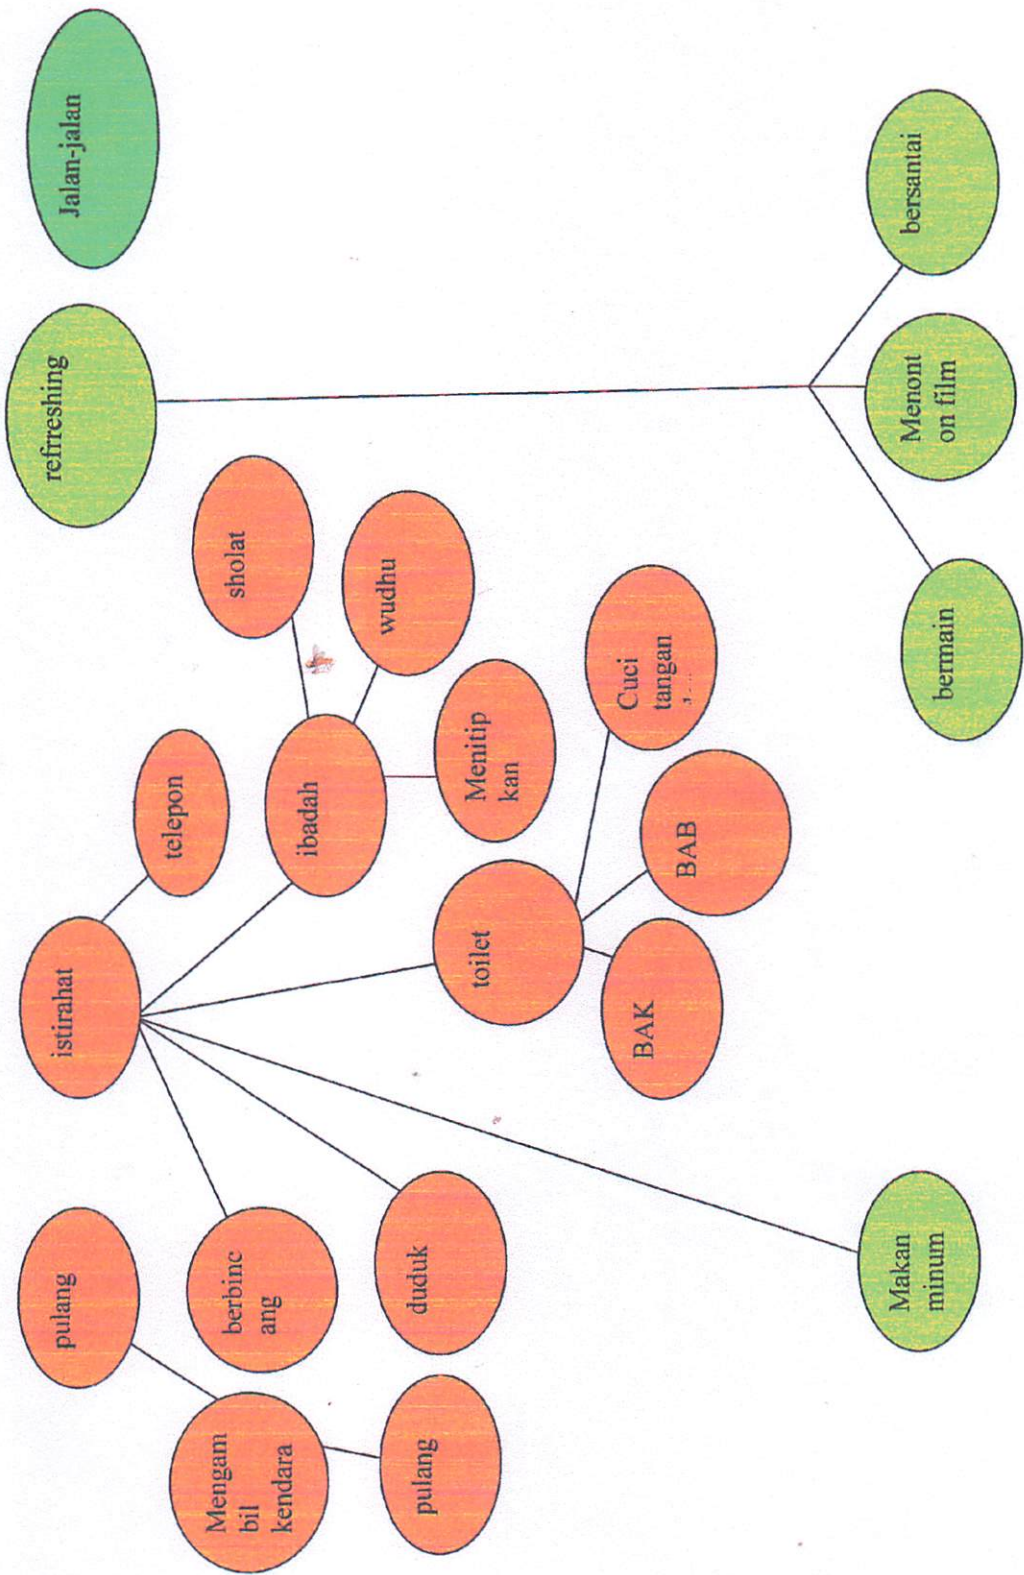 pulang
istirahat
refrreshing
Jalan-jalan
telepon
sholat
Mengam
bil
kendara
berbinc
ang
ibadah
wudhu
pulang
duduk
toilet
Menitip
kan
BAK
BAB
Cuci
tangan
Makan
minum
bermain
Menont
on film
bersantai